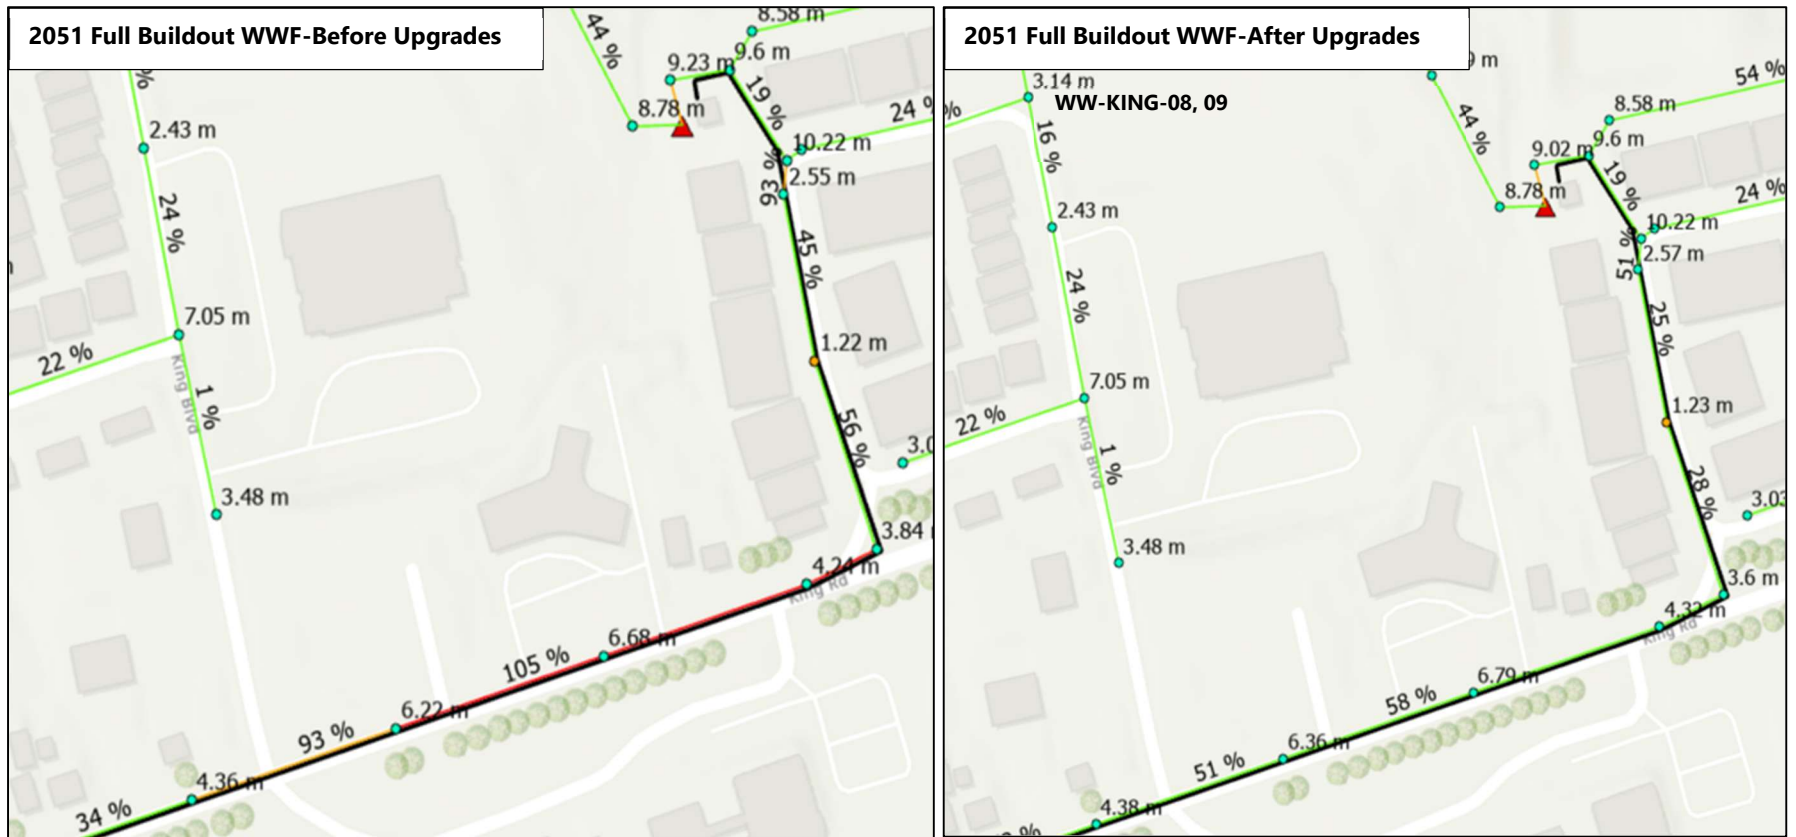 2051 Full Buildout WWF-Before Upgrades
8.58 m
44 %
9.23 m
9.6 m
19 %
8.78 m
24 %
2.43 m
10.22 m
93 %
2.55 m
24 %
45 %
7.05 m
1.22 m
22 %
King Blvd
1 %
56 %
3.48 m
3.84
4.24 m
King Rd
6.68 m
105 %
6.22 m
93 %
4.36 m
34 %
2051 Full Buildout WWF-After Upgrades
54 %
3.14 m
WW-KING-08, 09
8.58 m
16 %
44 %
9.02 m
9.6 m
19 %
8.78 m
24 %
2.43 m
10.22 m
51 %
2.57 m
24 %
25 %
7.05 m
1.23 m
22 %
King Blvd
1 %
28 %
3.03
3.48 m
3.6 m
4.32 m
King Rd
6.79 m
58 %
6.36 m
51 %
4.38 m